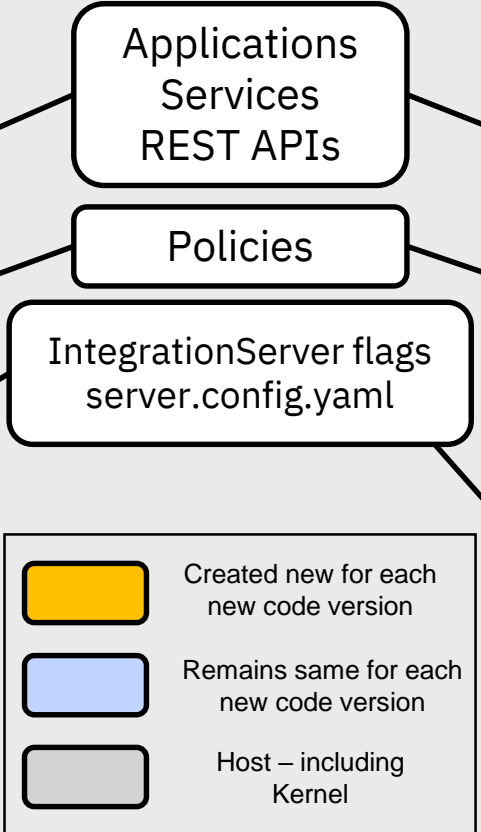 Applications
Services
REST APIs
Policies
IntegrationServer flags
server.config.yaml
Created new for each
new code version
Remains same for each
new code version
Host – including
Kernel